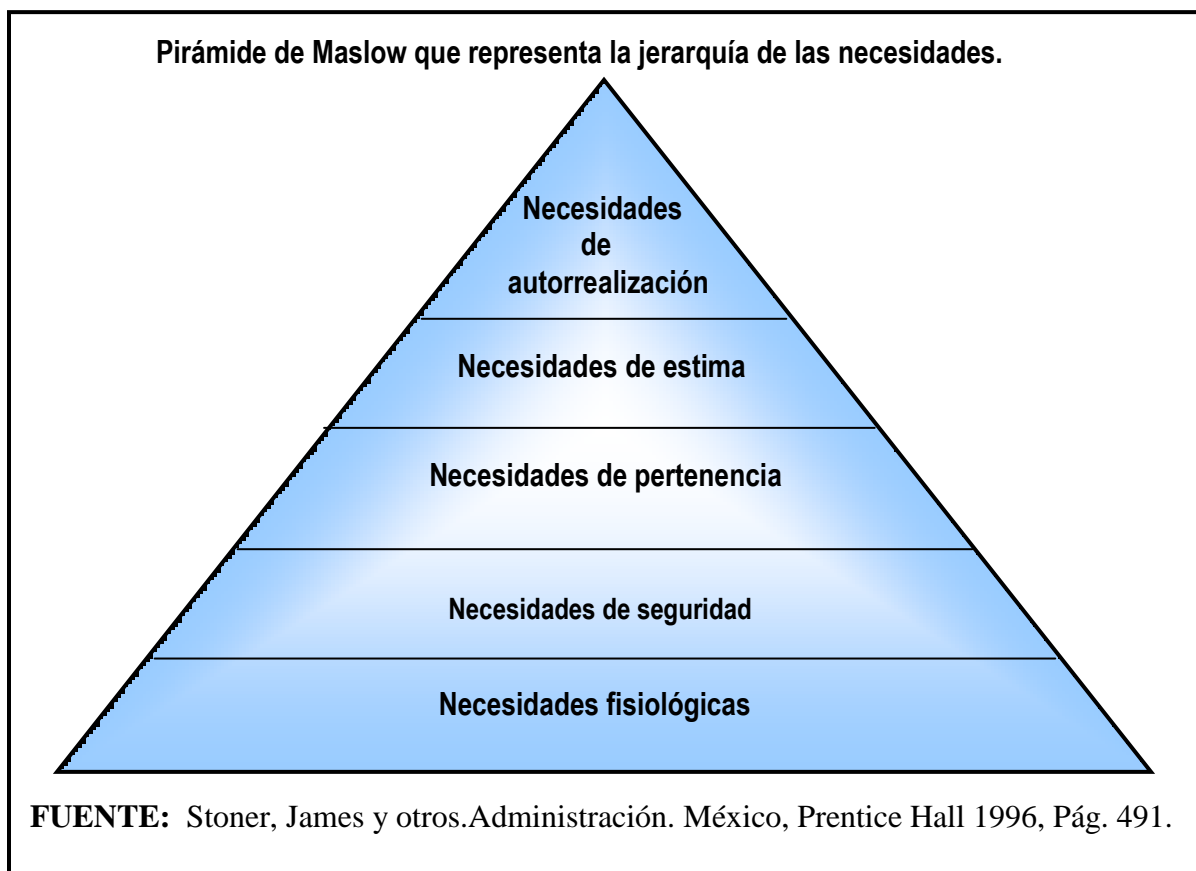 Pirámide de Maslow que representa la jerarquía de las necesidades.
Necesidades
de
autorrealización
Necesidades de estima
Necesidades de pertenencia
Necesidades de seguridad
Necesidades fisiológicas
FUENTE: Stoner, James y otros.Administración. México, Prentice Hall 1996, Pág. 491.